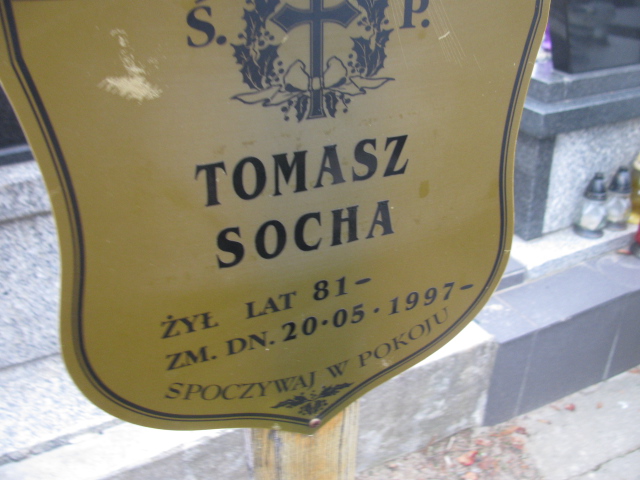 Ś. P.
TOMASZ
SOCHA
ŻYŁ LAT 81-
ZM. DN. 20·05·1997-
SPOCZYWAJ W POKOJU